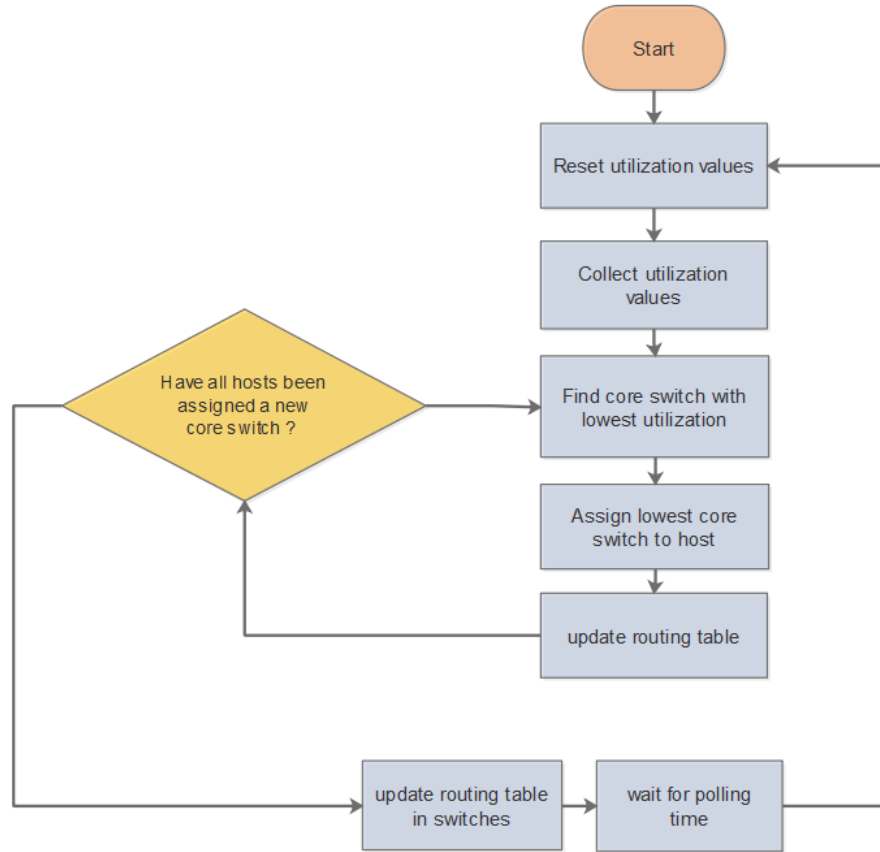 Start
Reset utilization values
Collect utilization
values
Have all hosts been
assigned a new
core switch ?
Find core switch with
lowest utilization
Assign lowest core
switch to host
update routing table
update routing table
in switches
wait for polling
time